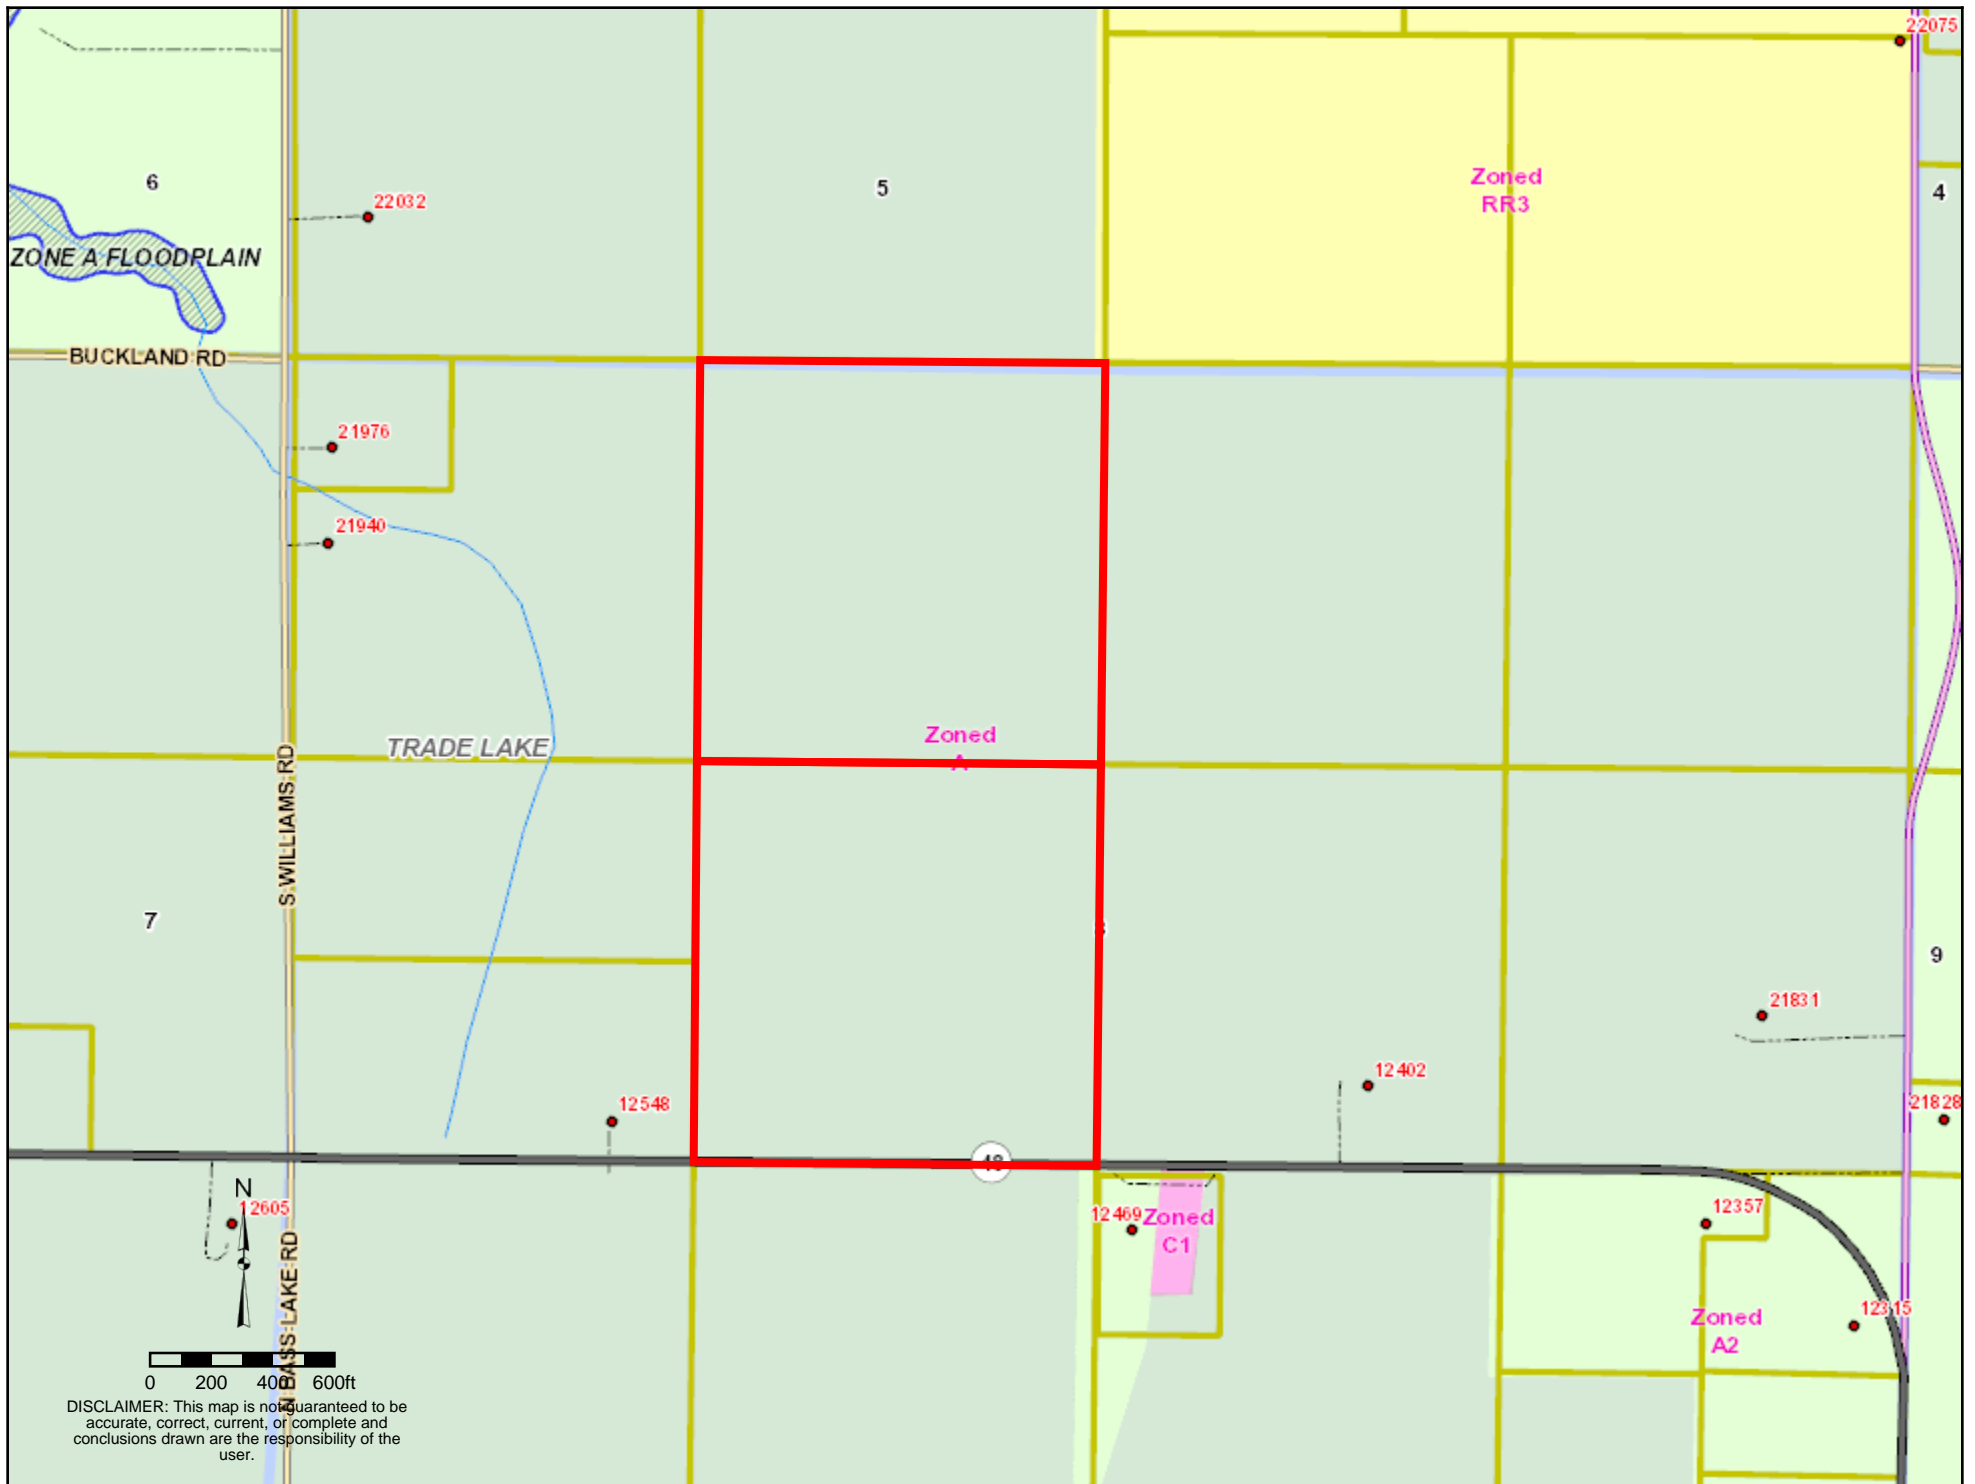 22075
6
5
4
Zoned
RR3
22032
ZONE A FLOODPLAIN
BUCKLAND RD
21976
21940
Zoned
A
TRADE LAKE
S WILLIAMS RD
7
9
21831
12402
12548
21828
48
N
12605
12469
Zoned
C1
12357
Zoned
A2
12315
N BASS LAKE RD
0 200 400 600ft
DISCLAIMER: This map is not guaranteed to be
accurate, correct, current, or complete and
conclusions drawn are the responsibility of the
user.